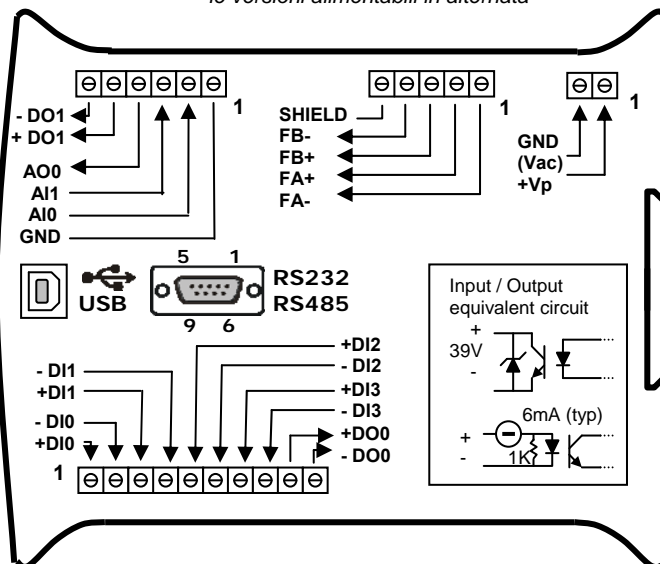 le versioni alimentabili in alternata
1
- DO1
+ DO1
AO0
AI1
AI0
GND
1
SHIELD
FB-
FB+
FA+
FA-
1
GND
(Vac)
+Vp
USB
5 1
9 6
RS232
RS485
Input / Output
equivalent circuit
+
39V
-
6mA (typ)
+
-
1K
- DI1
+DI1
- DI0
+DI0
1
+DI2
- DI2
+DI3
- DI3
+DO0
- DO0